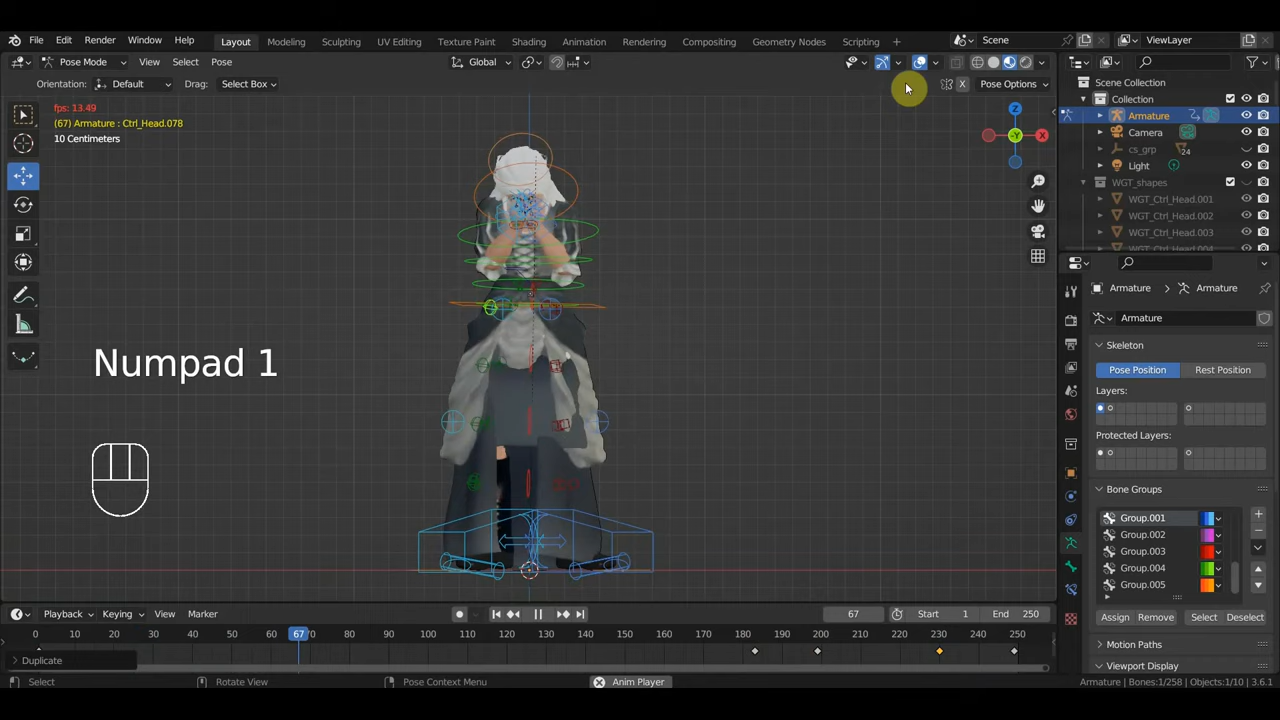 File Edit Render Window Help Layout Modeling Sculpting UV Editing Texture Paint Shading Animation Rendering Compositing Geometry Nodes Scripting + Scene ViewLayer
Pose Mode View Select Pose Global
Orientation: Default Drag: Select Box X Pose Options
fps: 13.49
(67) Armature : Ctrl_Head.078
10 Centimeters
Z
-Y
X
Numpad 1
Scene Collection
Collection
Armature
Camera
cs_grp 24
Light
WGT_shapes
WGT_Ctrl_Head.001
WGT_Ctrl_Head.002
WGT_Ctrl_Head.003
WGT_Ctrl_Head.004
Armature Armature
Armature
Skeleton
Pose Position Rest Position
Layers:
Protected Layers:
Bone Groups
Group.001
Group.002
Group.003
Group.004
Group.005
Assign Remove Select Deselect
Motion Paths
Viewport Display
Playback Keying View Marker 67 Start 1 End 250
0 10 20 30 40 50 67 70 80 90 100 110 120 130 140 150 160 170 180 190 200 210 220 230 240 250
Duplicate
Select Rotate View Pose Context Menu Anim Player Armature | Bones:1/258 | Objects:1/10 | 3.6.1